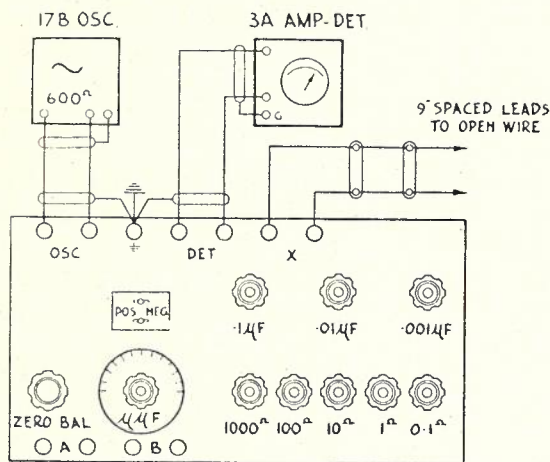 17B OSC.
3A AMP-DET.
600Ω
G
9" SPACED LEADS
TO OPEN WIRE
OSC
DET
X
POS NEG
·1μF
·01μF
·001μF
μμF
ZERO BAL
1000Ω 100Ω 10Ω 1Ω 0·1Ω
A
B